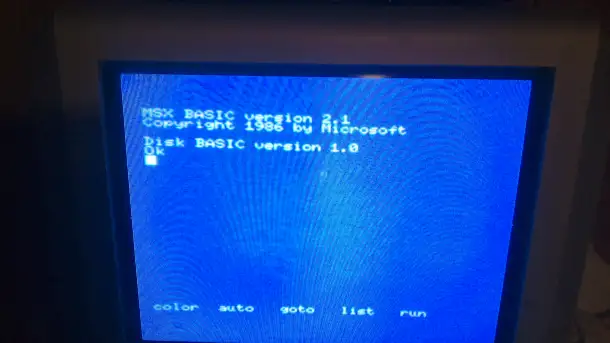 MSX BASIC version 2.1
Copyright 1986 by Microsoft
Disk BASIC version 1.0
Ok
color auto goto list run